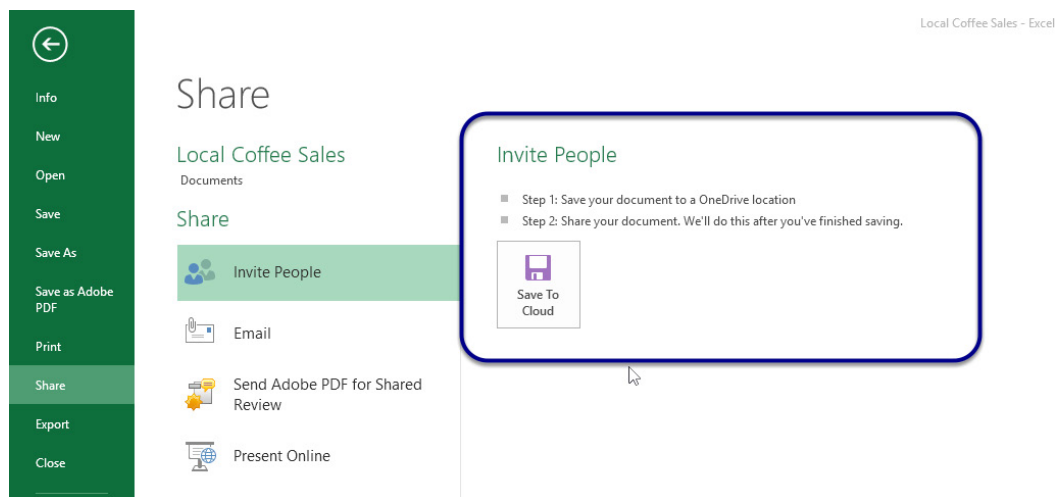 Local Coffee Sales - Excel
Info
New
Open
Save
Save As
Save as Adobe
PDF
Print
Share
Export
Close
Share
Local Coffee Sales
Documents
Share
Invite People
Email
Send Adobe PDF for Shared
Review
Present Online
Invite People
Step 1: Save your document to a OneDrive location
Step 2: Share your document. We'll do this after you've finished saving.
Save To
Cloud